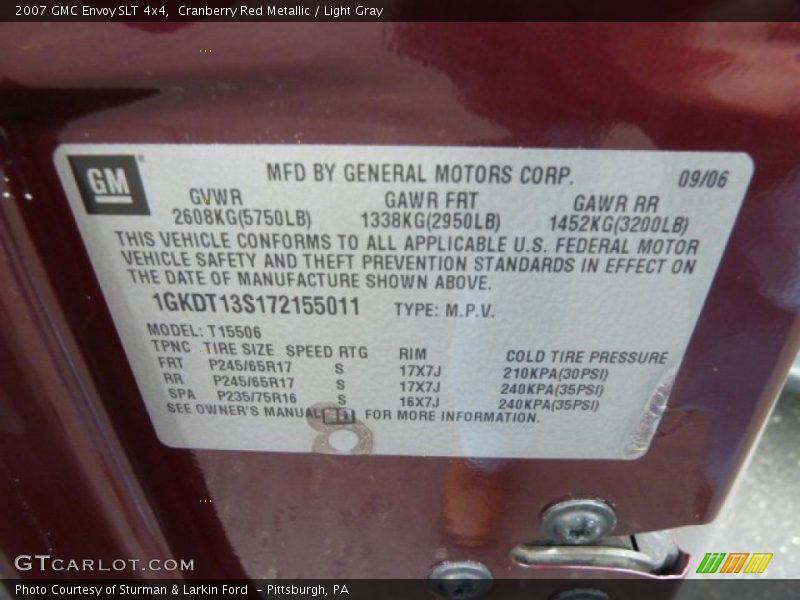 2007 GMC Envoy SLT 4x4, Cranberry Red Metallic / Light Gray
GM
MFD BY GENERAL MOTORS CORP. 09/06
GVWR GAWR FRT GAWR RR
2608KG(5750LB) 1338KG(2950LB) 1452KG(3200LB)
THIS VEHICLE CONFORMS TO ALL APPLICABLE U.S. FEDERAL MOTOR
VEHICLE SAFETY AND THEFT PREVENTION STANDARDS IN EFFECT ON
THE DATE OF MANUFACTURE SHOWN ABOVE.
1GKDT13S172155011 TYPE: M.P.V.
MODEL: T15506
TPNC TIRE SIZE SPEED RTG RIM COLD TIRE PRESSURE
FRT P245/65R17 S 17X7J 210KPA(30PSI)
RR P245/65R17 S 17X7J 240KPA(35PSI)
SPA P235/75R16 S 16X7J 240KPA(35PSI)
SEE OWNER'S MANUAL FOR MORE INFORMATION.
8
GTCARLOT.COM
Photo Courtesy of Sturman & Larkin Ford - Pittsburgh, PA